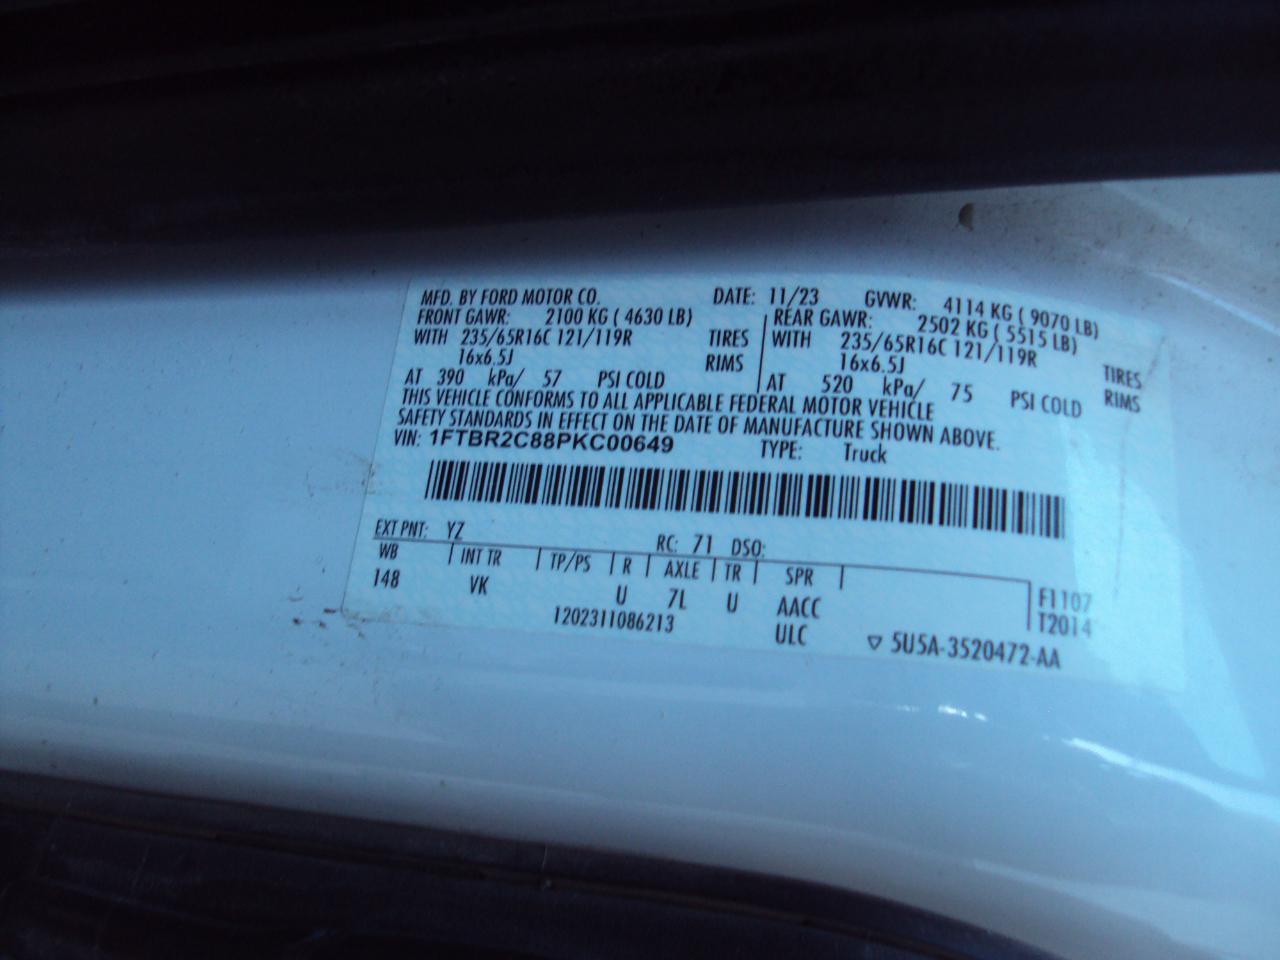 MFD. BY FORD MOTOR CO. DATE: 11/23 GVWR: 4114 KG ( 9070 LB)
FRONT GAWR: 2100 KG ( 4630 LB) REAR GAWR: 2502 KG ( 5515 LB)
WITH 235/65R16C 121/119R TIRES WITH 235/65R16C 121/119R TIRES
16x6.5J RIMS 16x6.5J RIMS
AT 390 kPa/ 57 PSI COLD AT 520 kPa/ 75 PSI COLD
THIS VEHICLE CONFORMS TO ALL APPLICABLE FEDERAL MOTOR VEHICLE
SAFETY STANDARDS IN EFFECT ON THE DATE OF MANUFACTURE SHOWN ABOVE.
VIN: 1FTBR2C88PKC00649 TYPE: Truck
EXT PNT: YZ RC: 71 DSO:
WB INT TR TP/PS R AXLE TR SPR
148 VK U 7L U AACC F1107
1202311086213 ULC T2014
▽ 5U5A-3520472-AA